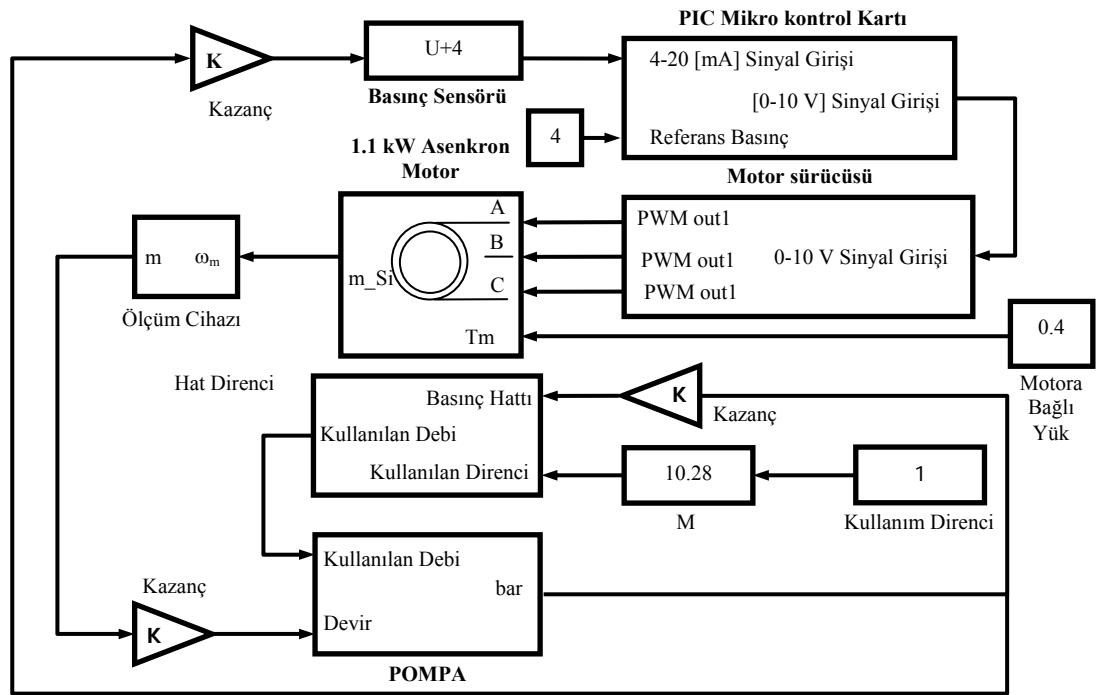 PIC Mikro kontrol Kartı
K
Kazanç
U+4
Basınç Sensörü
4-20 [mA] Sinyal Girişi
[0-10 V] Sinyal Girişi
Referans Basınç
4
1.1 kW Asenkron
Motor
Motor sürücüsü
A
B
C
m_Si
Tm
PWM out1
PWM out1
PWM out1
0-10 V Sinyal Girişi
m ωm
Ölçüm Cihazı
0.4
Motora
Bağlı
Yük
Hat Direnci
Basınç Hattı
Kullanılan Debi
Kullanılan Direnci
K
Kazanç
10.28
M
1
Kullanım Direnci
Kazanç
K
Kullanılan Debi
bar
Devir
POMPA